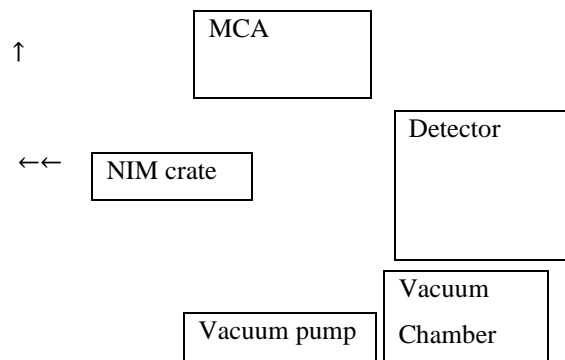 MCA
↑
Detector
←←
NIM crate
Vacuum
Chamber
Vacuum pump